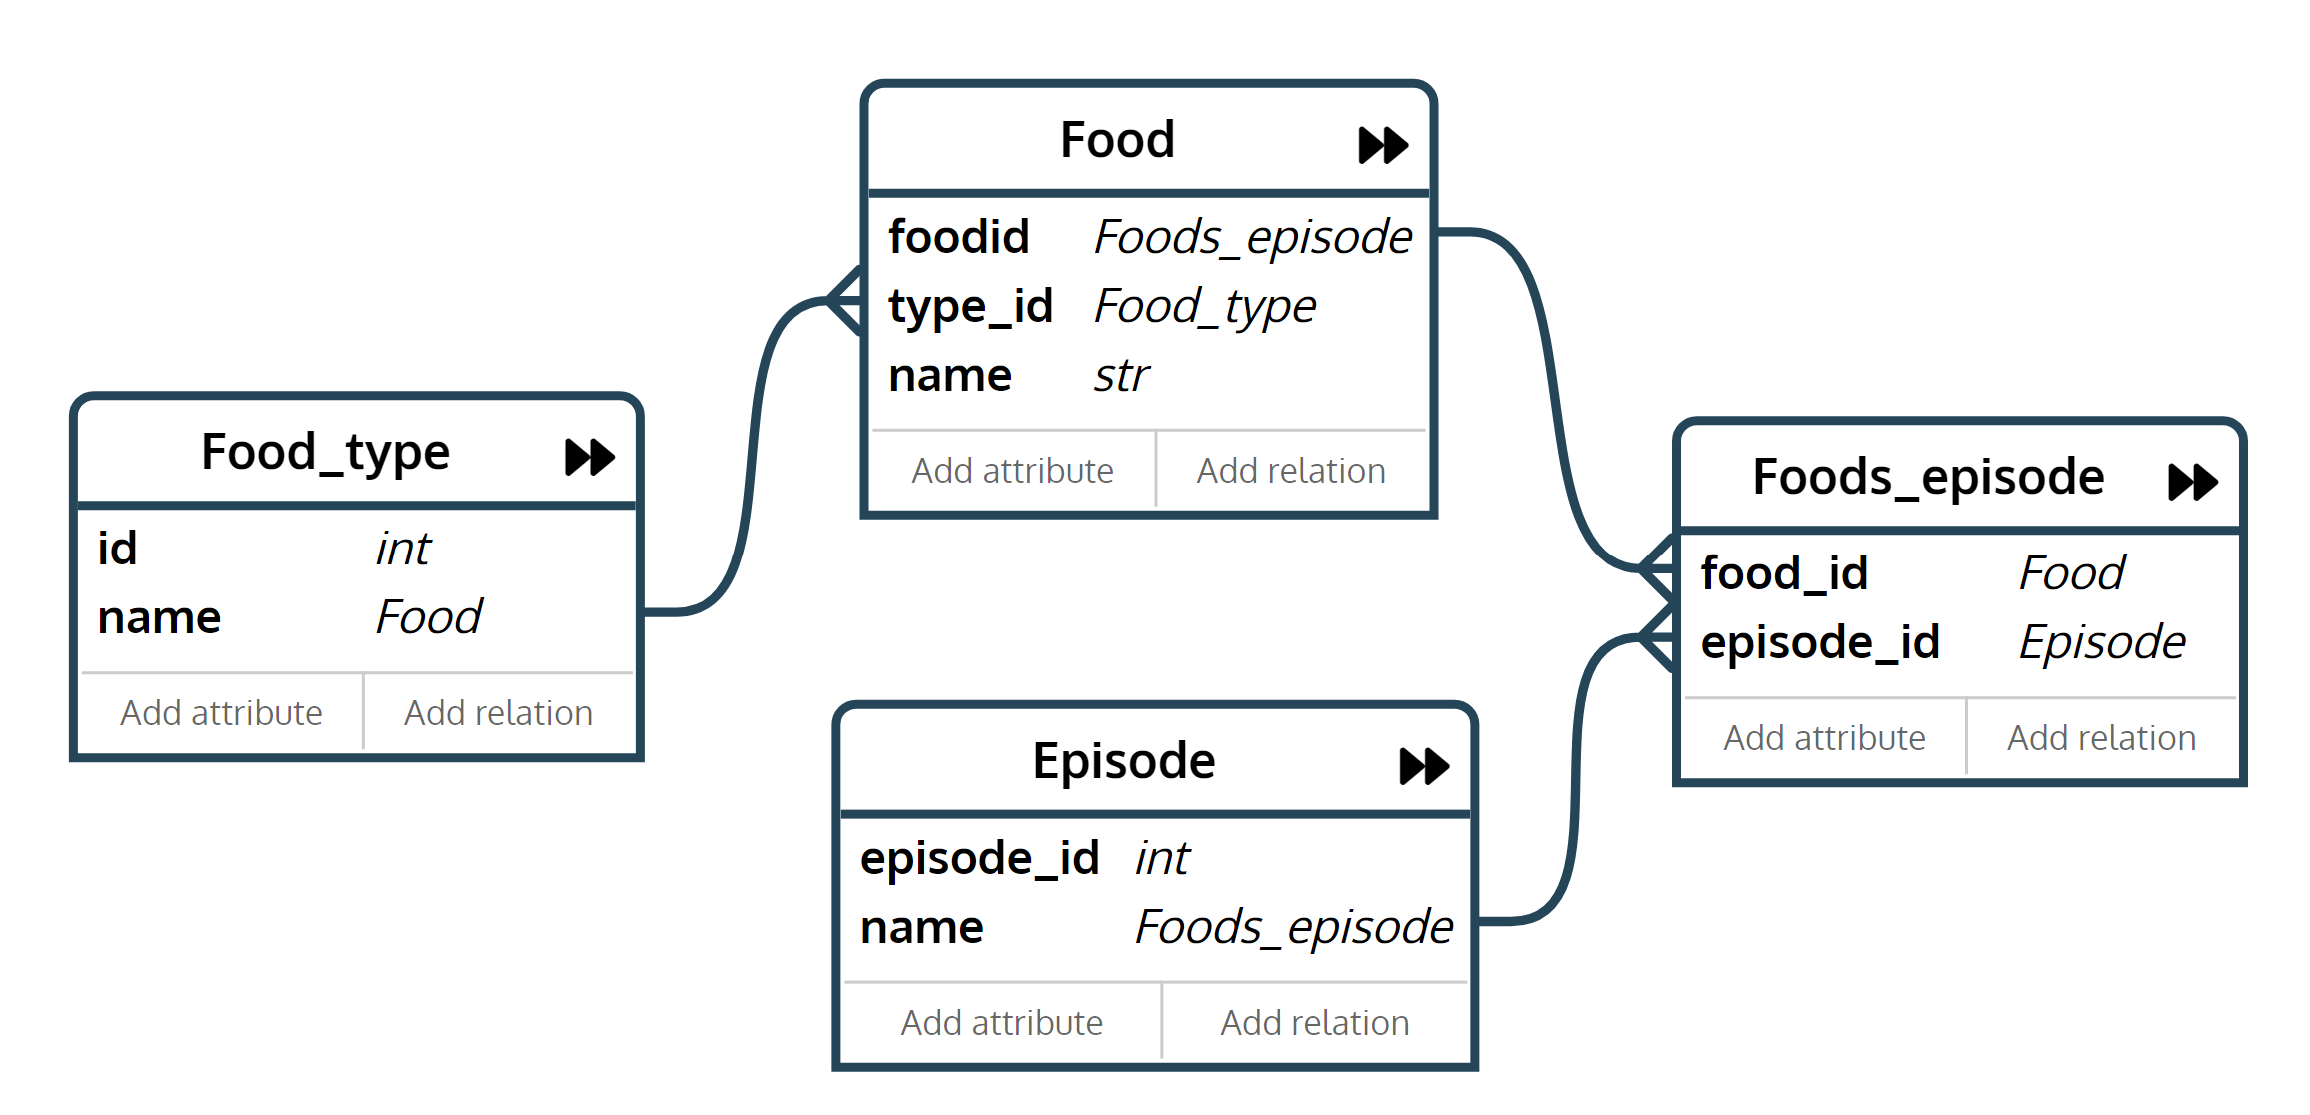 Food
foodid Foods_episode
type_id Food_type
name str
Add attribute Add relation
Food_type
id int
name Food
Add attribute Add relation
Foods_episode
food_id Food
episode_id Episode
Add attribute Add relation
Episode
episode_id int
name Foods_episode
Add attribute Add relation